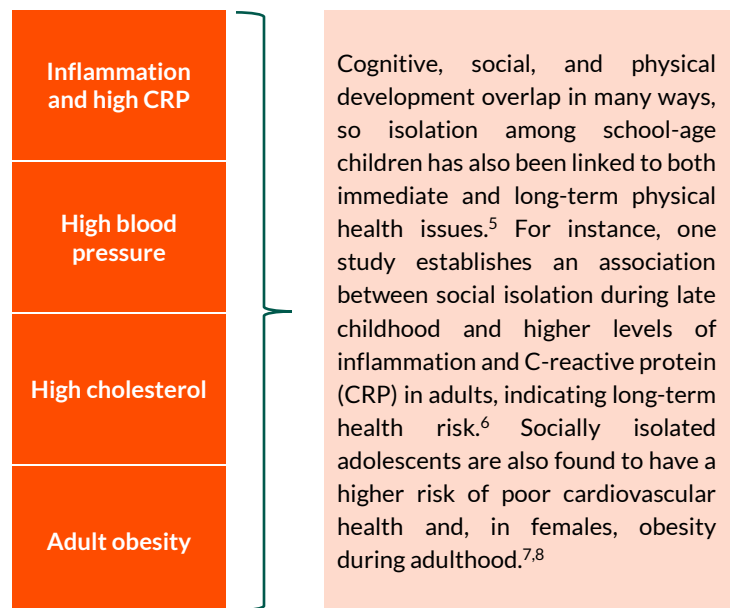 Inflammation
and high CRP
High blood
pressure
High cholesterol
Adult obesity
Cognitive, social, and physical
development overlap in many ways,
so isolation among school-age
children has also been linked to both
immediate and long-term physical
health issues.⁵ For instance, one
study establishes an association
between social isolation during late
childhood and higher levels of
inflammation and C-reactive protein
(CRP) in adults, indicating long-term
health risk.⁶ Socially isolated
adolescents are also found to have a
higher risk of poor cardiovascular
health and, in females, obesity
during adulthood.⁷,⁸